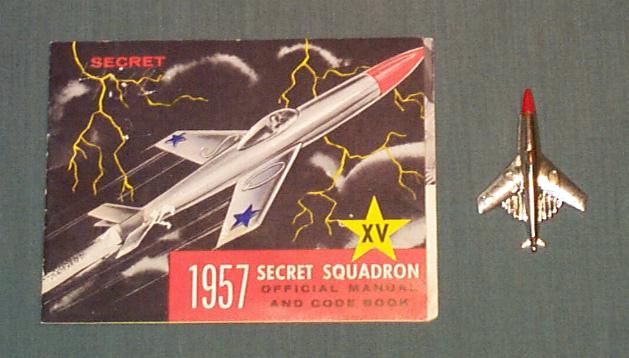 SECRET
XV
1957 SECRET SQUADRON
OFFICIAL MANUAL
AND CODE BOOK